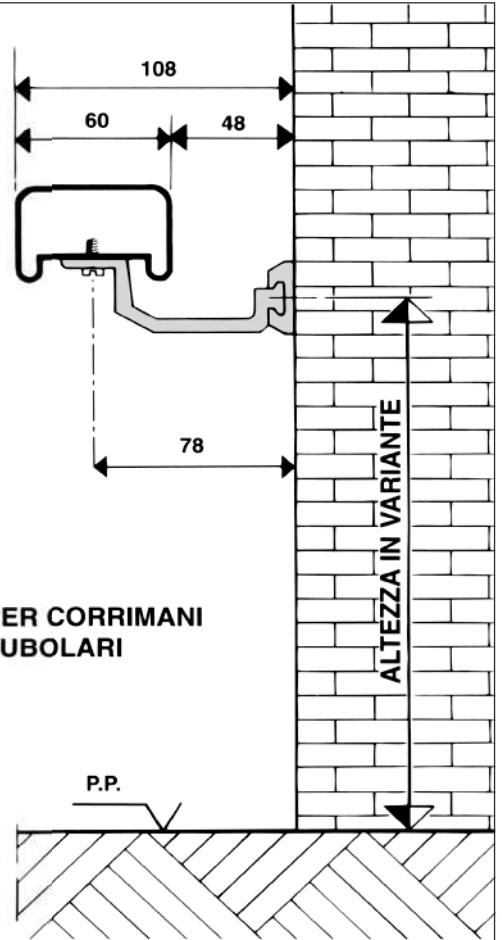 108
60 48
78
ALTEZZA IN VARIANTE
ER CORRIMANI
UBOLARI
P.P.